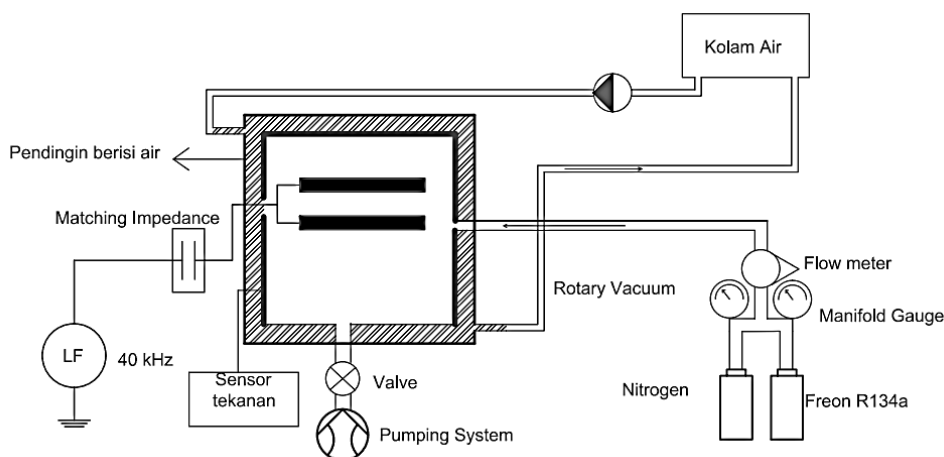 Kolam Air
Pendingin berisi air
Matching Impedance
Flow meter
Rotary Vacuum
Manifold Gauge
LF
40 kHz
Sensor
tekanan
Valve
Nitrogen
Freon R134a
Pumping System